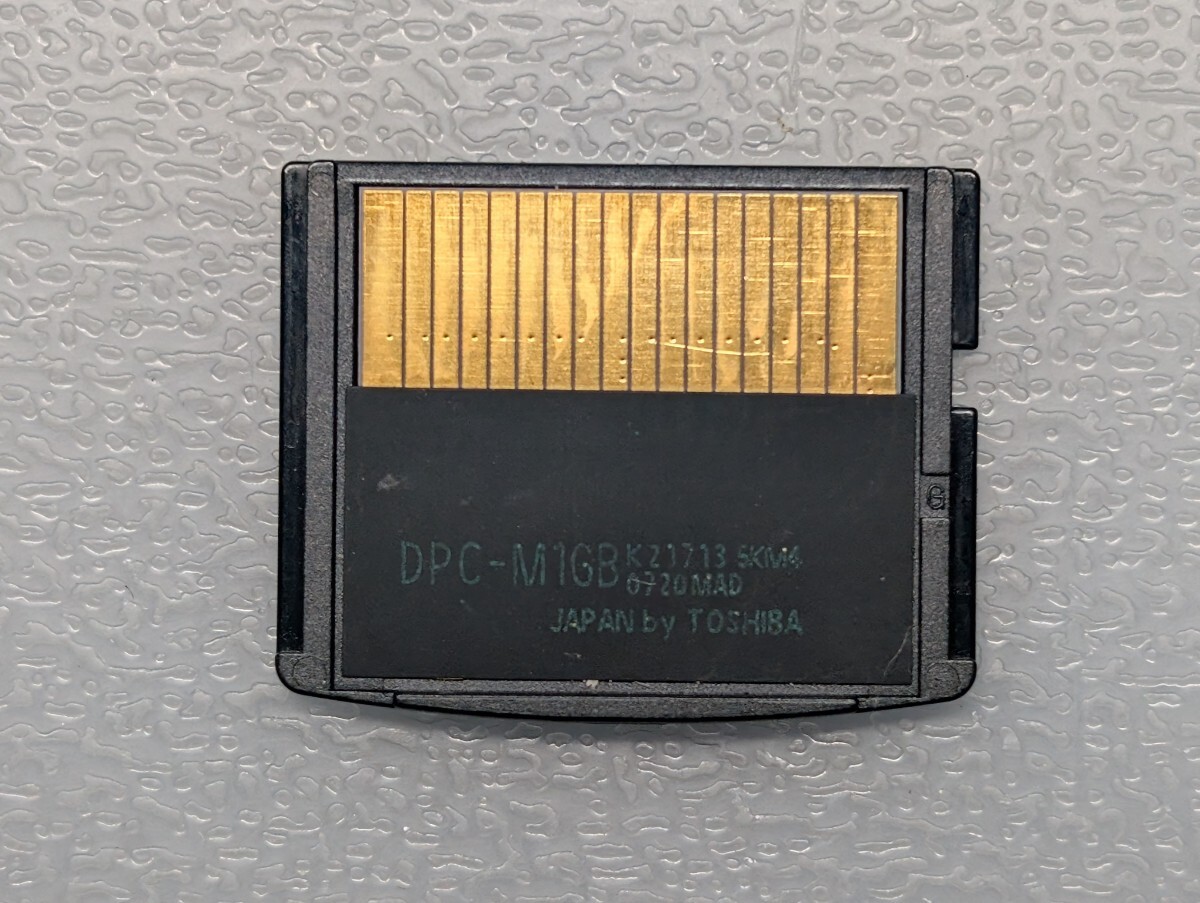 G
DPC-M1GB K21713 5KM4
0720MAD
JAPAN by TOSHIBA